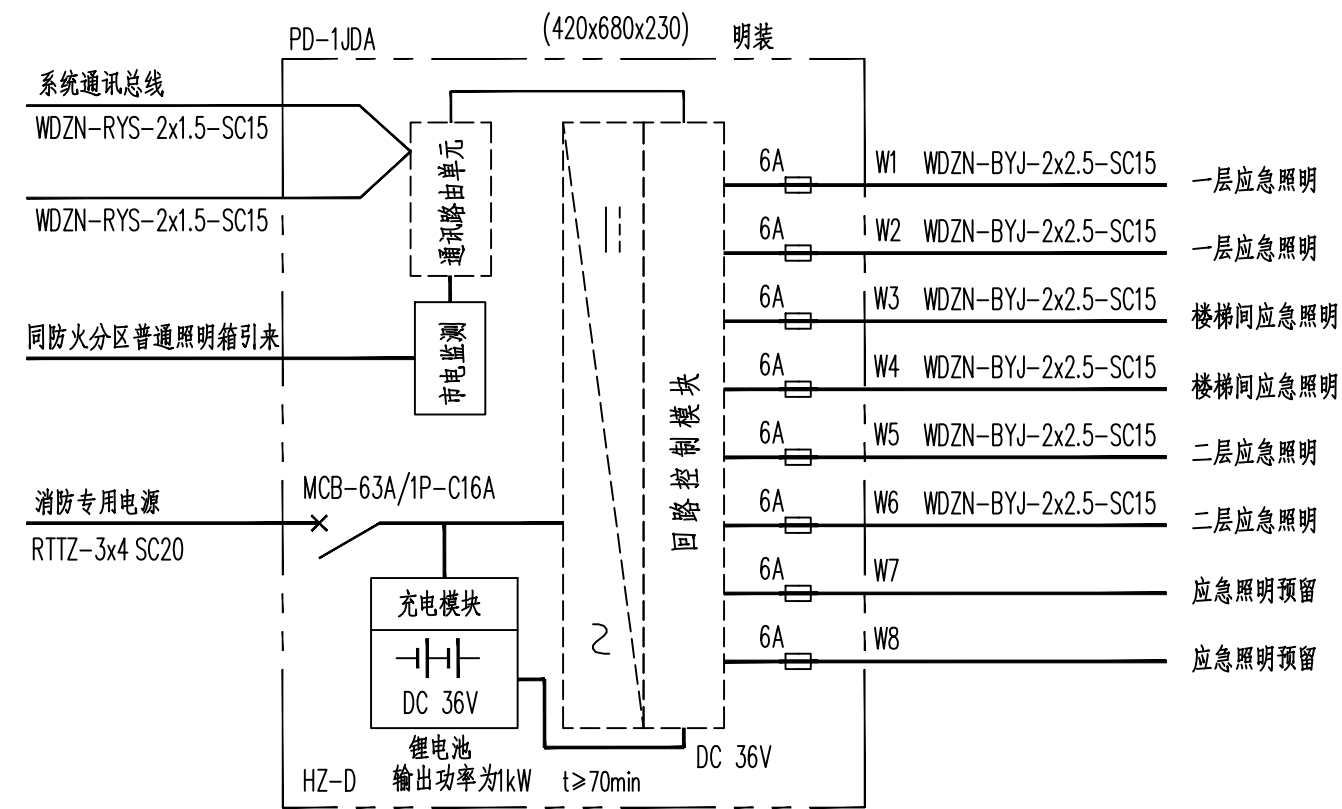 PD-1JDA
(420x680x230)
明装
系统通讯总线
WDZN-RYS-2x1.5-SC15
WDZN-RYS-2x1.5-SC15
通讯路由单元
同防火分区普通照明箱引来
市电监测
消防专用电源
RTTZ-3x4 SC20
MCB-63A/1P-C16A
充电模块
DC 36V
锂电池
HZ-D 输出功率为1kW t≥70min
回路控制模块
DC 36V
6A W1 WDZN-BYJ-2x2.5-SC15 一层应急照明
6A W2 WDZN-BYJ-2x2.5-SC15 一层应急照明
6A W3 WDZN-BYJ-2x2.5-SC15 楼梯间应急照明
6A W4 WDZN-BYJ-2x2.5-SC15 楼梯间应急照明
6A W5 WDZN-BYJ-2x2.5-SC15 二层应急照明
6A W6 WDZN-BYJ-2x2.5-SC15 二层应急照明
6A W7 应急照明预留
6A W8 应急照明预留